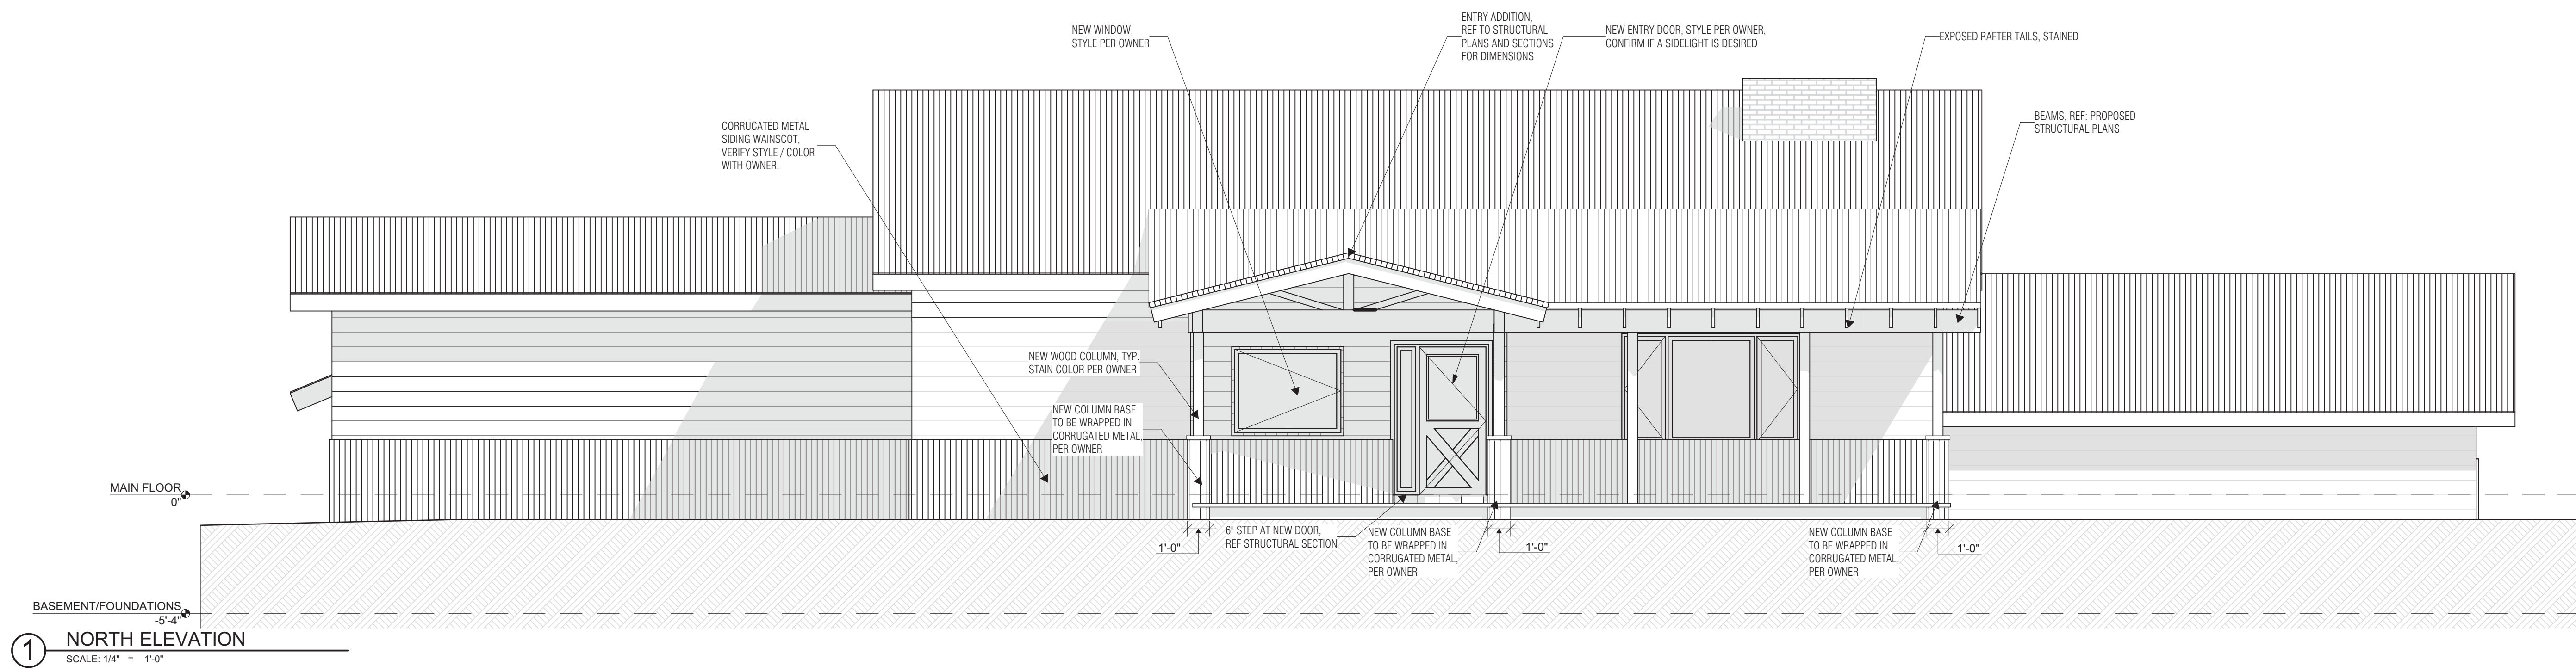 NEW WINDOW,
STYLE PER OWNER
ENTRY ADDITION,
REF TO STRUCTURAL
PLANS AND SECTIONS
FOR DIMENSIONS
NEW ENTRY DOOR, STYLE PER OWNER,
CONFIRM IF A SIDELIGHT IS DESIRED
EXPOSED RAFTER TAILS, STAINED
BEAMS, REF: PROPOSED
STRUCTURAL PLANS
CORRUCATED METAL
SIDING WAINSCOT,
VERIFY STYLE / COLOR
WITH OWNER.
NEW WOOD COLUMN, TYP.
STAIN COLOR PER OWNER
NEW COLUMN BASE
TO BE WRAPPED IN
CORRUGATED METAL,
PER OWNER
MAIN FLOOR
0"
6" STEP AT NEW DOOR,
REF STRUCTURAL SECTION
NEW COLUMN BASE
TO BE WRAPPED IN
CORRUGATED METAL,
PER OWNER
NEW COLUMN BASE
TO BE WRAPPED IN
CORRUGATED METAL,
PER OWNER
1'-0"
1'-0"
1'-0"
BASEMENT/FOUNDATIONS
-5'-4"
1
NORTH ELEVATION
SCALE: 1/4" = 1'-0"